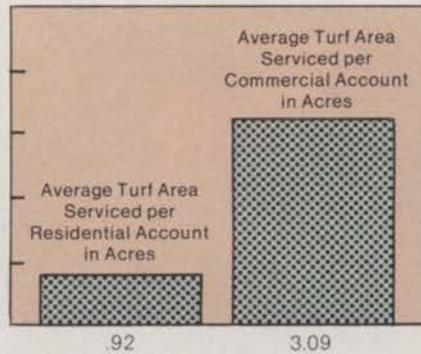 Average Turf Area
Serviced per
Commercial Account
in Acres
Average Turf Area
Serviced per
Residential Account
in Acres
.92
3.09